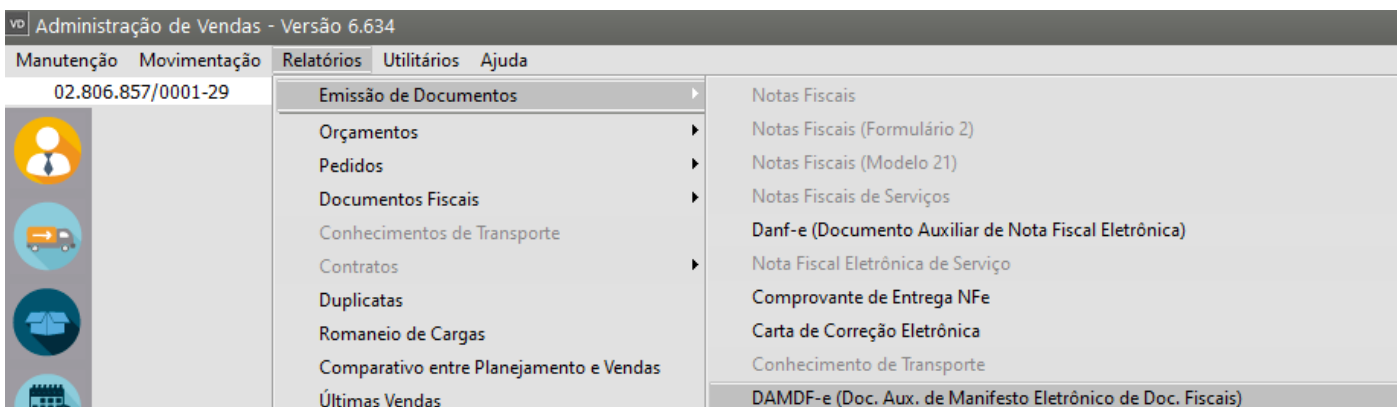 VD Administração de Vendas - Versão 6.634
Manutenção Movimentação Relatórios Utilitários Ajuda
02.806.857/0001-29
Emissão de Documentos
Orçamentos
Pedidos
Documentos Fiscais
Conhecimentos de Transporte
Contratos
Duplicatas
Romaneio de Cargas
Comparativo entre Planejamento e Vendas
Últimas Vendas
Notas Fiscais
Notas Fiscais (Formulário 2)
Notas Fiscais (Modelo 21)
Notas Fiscais de Serviços
Danf-e (Documento Auxiliar de Nota Fiscal Eletrônica)
Nota Fiscal Eletrônica de Serviço
Comprovante de Entrega NFe
Carta de Correção Eletrônica
Conhecimento de Transporte
DAMDF-e (Doc. Aux. de Manifesto Eletrônico de Doc. Fiscais)